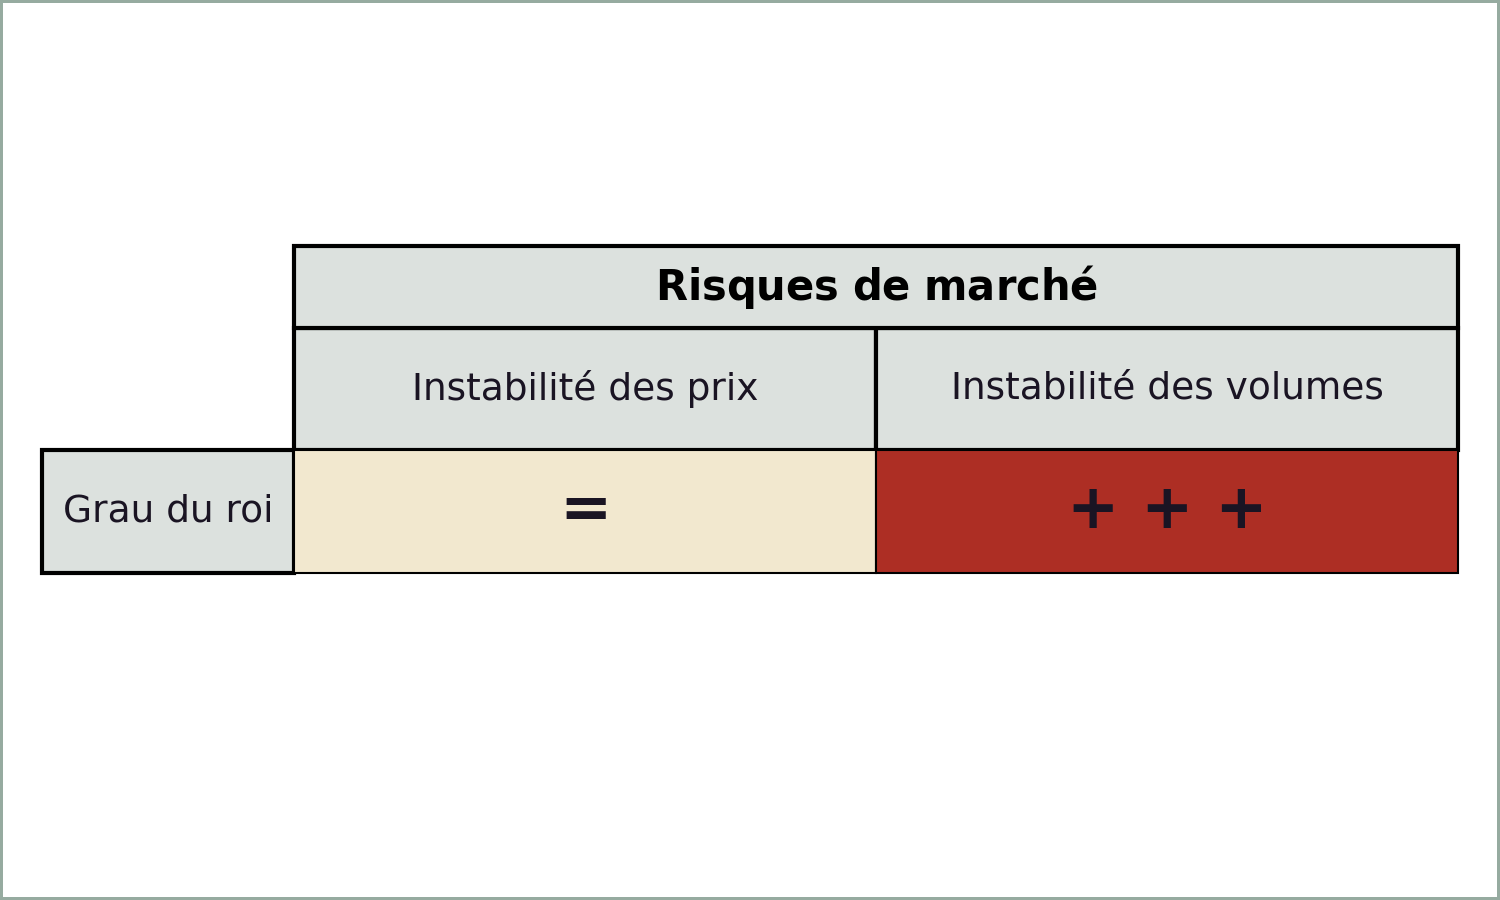 Risques de marché
Instabilité des prix
Instabilité des volumes
Grau du roi
=
+ + +